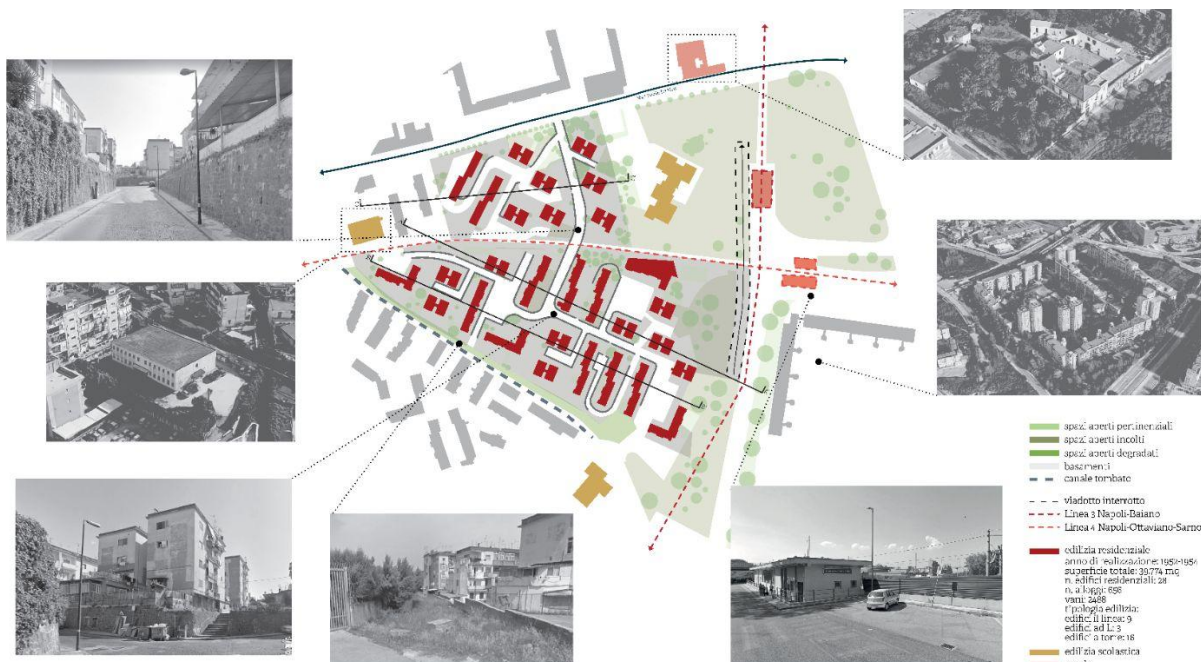 spazi aperti pertinenziali
spazi aperti incolti
spazi aperti degradati
basamenti
canale tombato
viadotto interrotto
Linea 3 Napoli-Baiano
Linea 4 Napoli-Ottaviano-Sarno
edilizia residenziale
anno di realizzazione: 1952-1954
superficie totale: 39.774 mq
n. edifici residenziali: 28
n. alloggi: 656
vani: 2488
tipologia edilizia:
edifici in linea: 9
edifici ad L: 3
edifici a torre: 18
edilizia scolastica